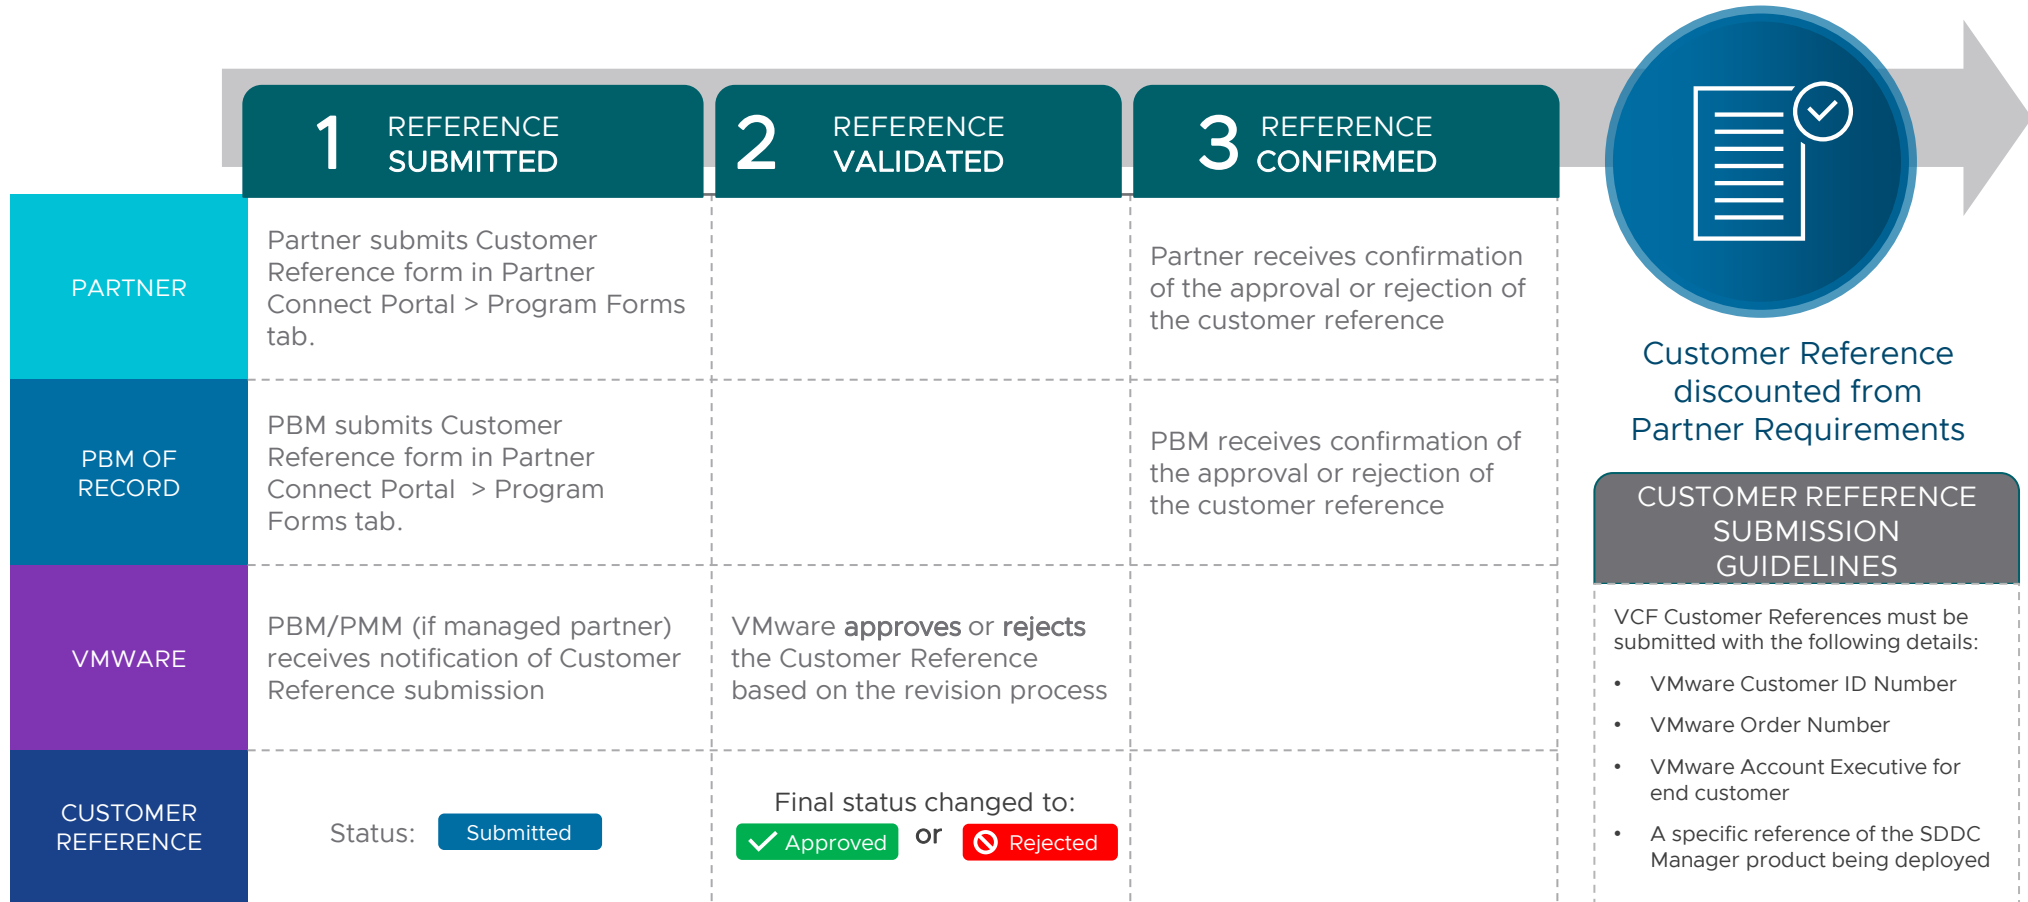 1 REFERENCE
SUBMITTED
2 REFERENCE
VALIDATED
3 REFERENCE
CONFIRMED
PARTNER
Partner submits Customer
Reference form in Partner
Connect Portal > Program Forms
tab.
Partner receives confirmation
of the approval or rejection of
the customer reference
PBM OF
RECORD
PBM submits Customer
Reference form in Partner
Connect Portal > Program
Forms tab.
PBM receives confirmation of
the approval or rejection of
the customer reference
VMWARE
PBM/PMM (if managed partner)
receives notification of Customer
Reference submission
VMware approves or rejects
the Customer Reference
based on the revision process
CUSTOMER
REFERENCE
Status: Submitted
Final status changed to:
Approved or Rejected
Customer Reference
discounted from
Partner Requirements
CUSTOMER REFERENCE
SUBMISSION
GUIDELINES
VCF Customer References must be
submitted with the following details:
• VMware Customer ID Number
• VMware Order Number
• VMware Account Executive for
end customer
• A specific reference of the SDDC
Manager product being deployed